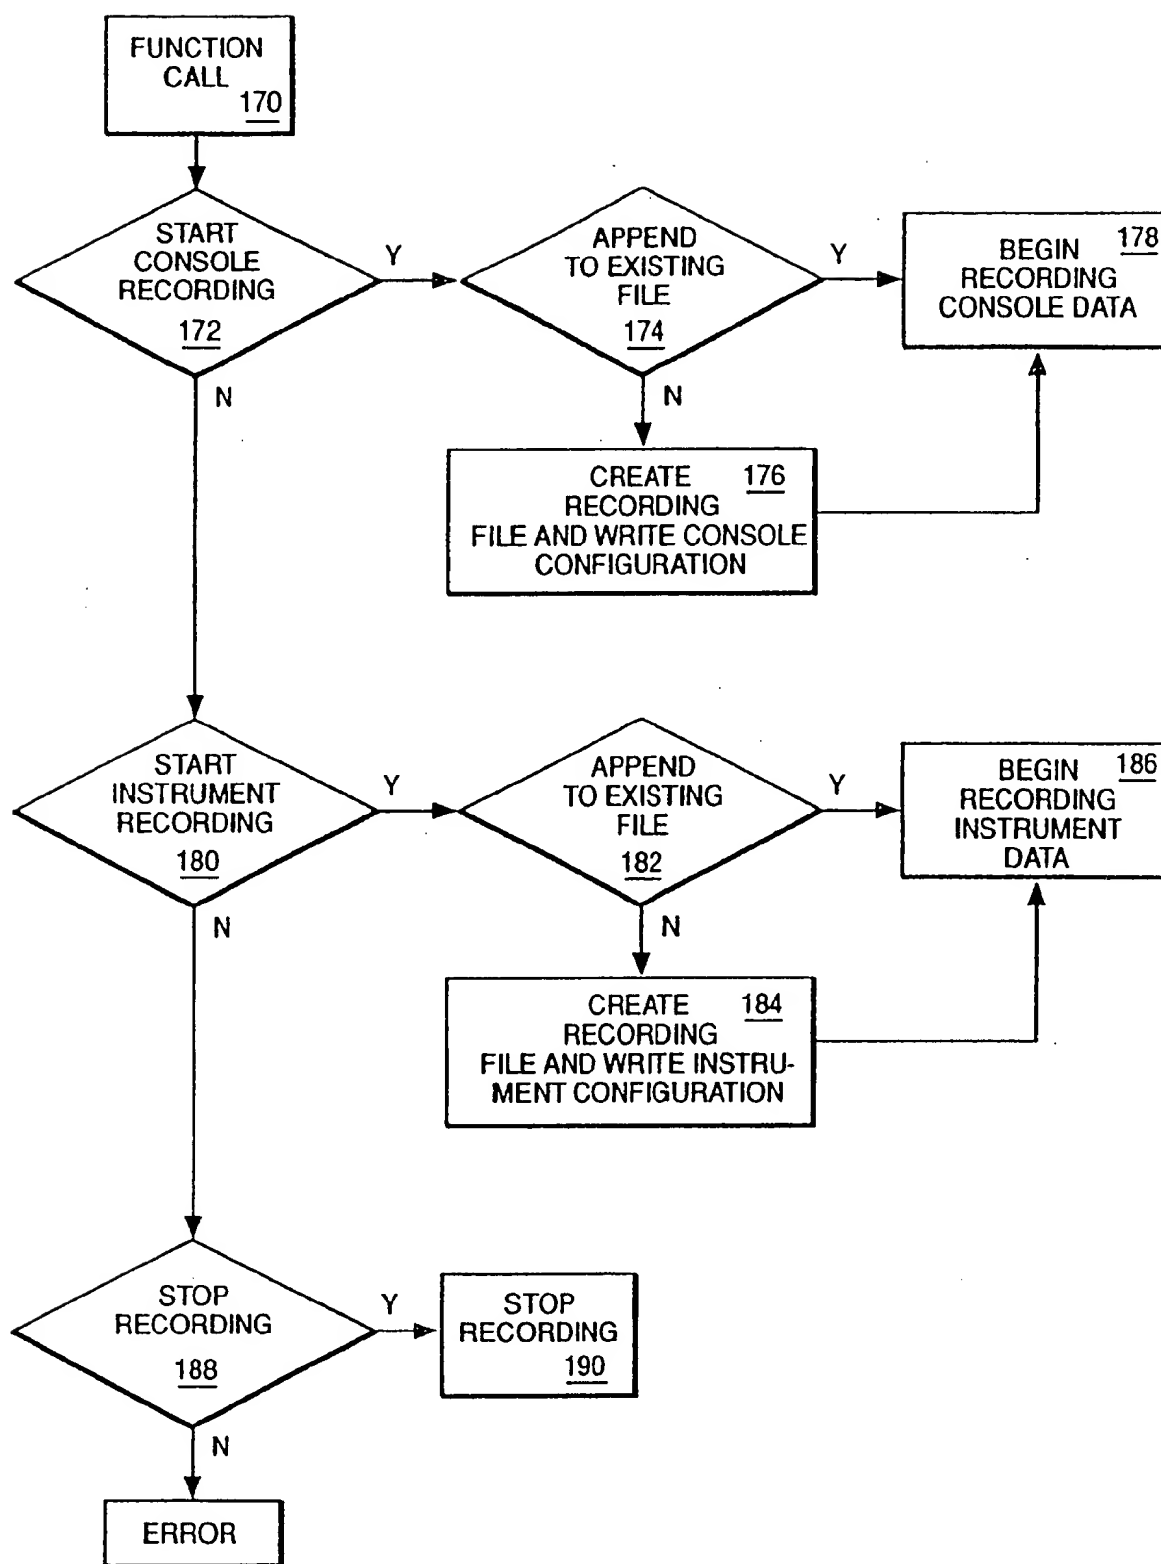 FUNCTION
CALL
170
START
CONSOLE
RECORDING
172
Y
N
APPEND
TO EXISTING
FILE
174
Y
N
BEGIN 178
RECORDING
CONSOLE DATA
CREATE 176
RECORDING
FILE AND WRITE CONSOLE
CONFIGURATION
START
INSTRUMENT
RECORDING
180
Y
N
APPEND
TO EXISTING
FILE
182
Y
N
BEGIN 186
RECORDING
INSTRUMENT
DATA
CREATE 184
RECORDING
FILE AND WRITE INSTRU-
MENT CONFIGURATION
STOP
RECORDING
188
Y
N
STOP
RECORDING
190
ERROR